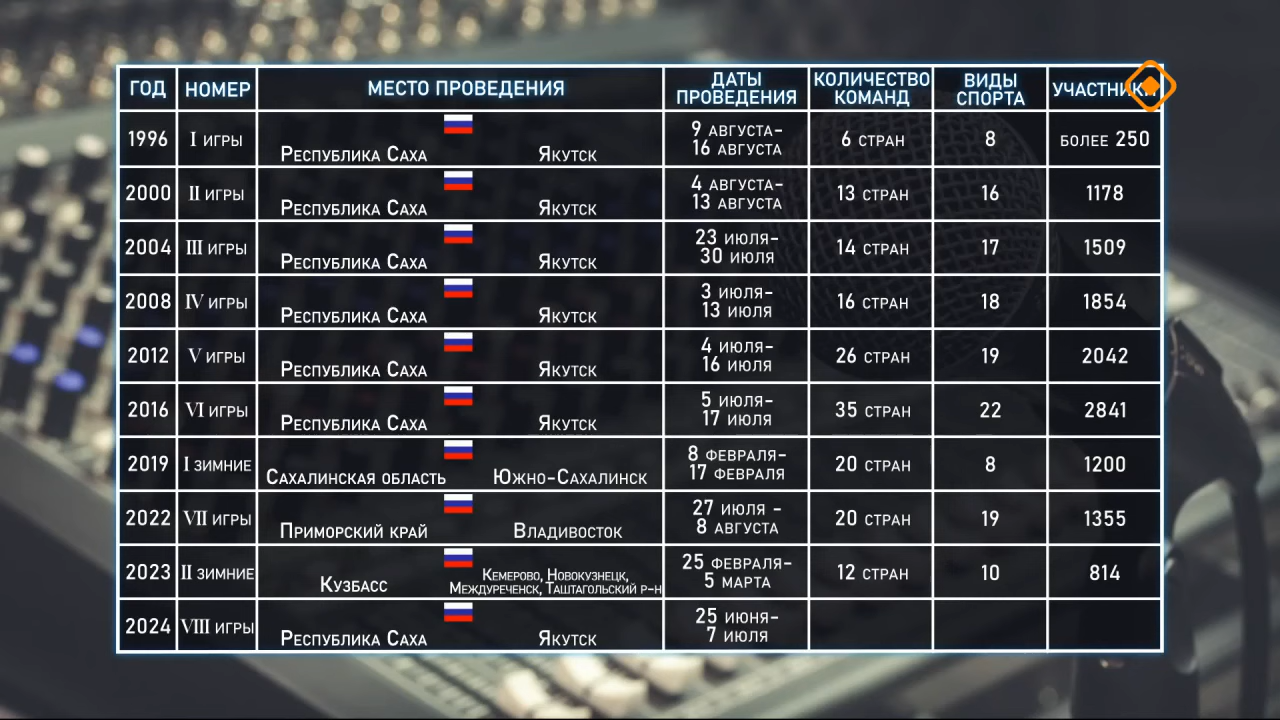 ГОД НОМЕР МЕСТО ПРОВЕДЕНИЯ ДАТЫ ПРОВЕДЕНИЯ КОЛИЧЕСТВО КОМАНД ВИДЫ СПОРТА УЧАСТНИКИ
1996 I ИГРЫ РЕСПУБЛИКА САХА ЯКУТСК 9 АВГУСТА- 16 АВГУСТА 6 СТРАН 8 БОЛЕЕ 250
2000 II ИГРЫ РЕСПУБЛИКА САХА ЯКУТСК 4 АВГУСТА- 13 АВГУСТА 13 СТРАН 16 1178
2004 III ИГРЫ РЕСПУБЛИКА САХА ЯКУТСК 23 ИЮЛЯ- 30 ИЮЛЯ 14 СТРАН 17 1509
2008 IV ИГРЫ РЕСПУБЛИКА САХА ЯКУТСК 3 ИЮЛЯ- 13 ИЮЛЯ 16 СТРАН 18 1854
2012 V ИГРЫ РЕСПУБЛИКА САХА ЯКУТСК 4 ИЮЛЯ- 16 ИЮЛЯ 26 СТРАН 19 2042
2016 VI ИГРЫ РЕСПУБЛИКА САХА ЯКУТСК 5 ИЮЛЯ- 17 ИЮЛЯ 35 СТРАН 22 2841
2019 I ЗИМНИЕ САХАЛИНСКАЯ ОБЛАСТЬ ЮЖНО-САХАЛИНСК 8 ФЕВРАЛЯ- 17 ФЕВРАЛЯ 20 СТРАН 8 1200
2022 VII ИГРЫ ПРИМОРСКИЙ КРАЙ ВЛАДИВОСТОК 27 ИЮЛЯ - 8 АВГУСТА 20 СТРАН 19 1355
2023 II ЗИМНИЕ КУЗБАСС КЕМЕРОВО, НОВОКУЗНЕЦК, МЕЖДУРЕЧЕНСК, ТАШТАГОЛЬСКИЙ Р-Н 25 ФЕВРАЛЯ- 5 МАРТА 12 СТРАН 10 814
2024 VIII ИГРЫ РЕСПУБЛИКА САХА ЯКУТСК 25 ИЮНЯ- 7 ИЮЛЯ